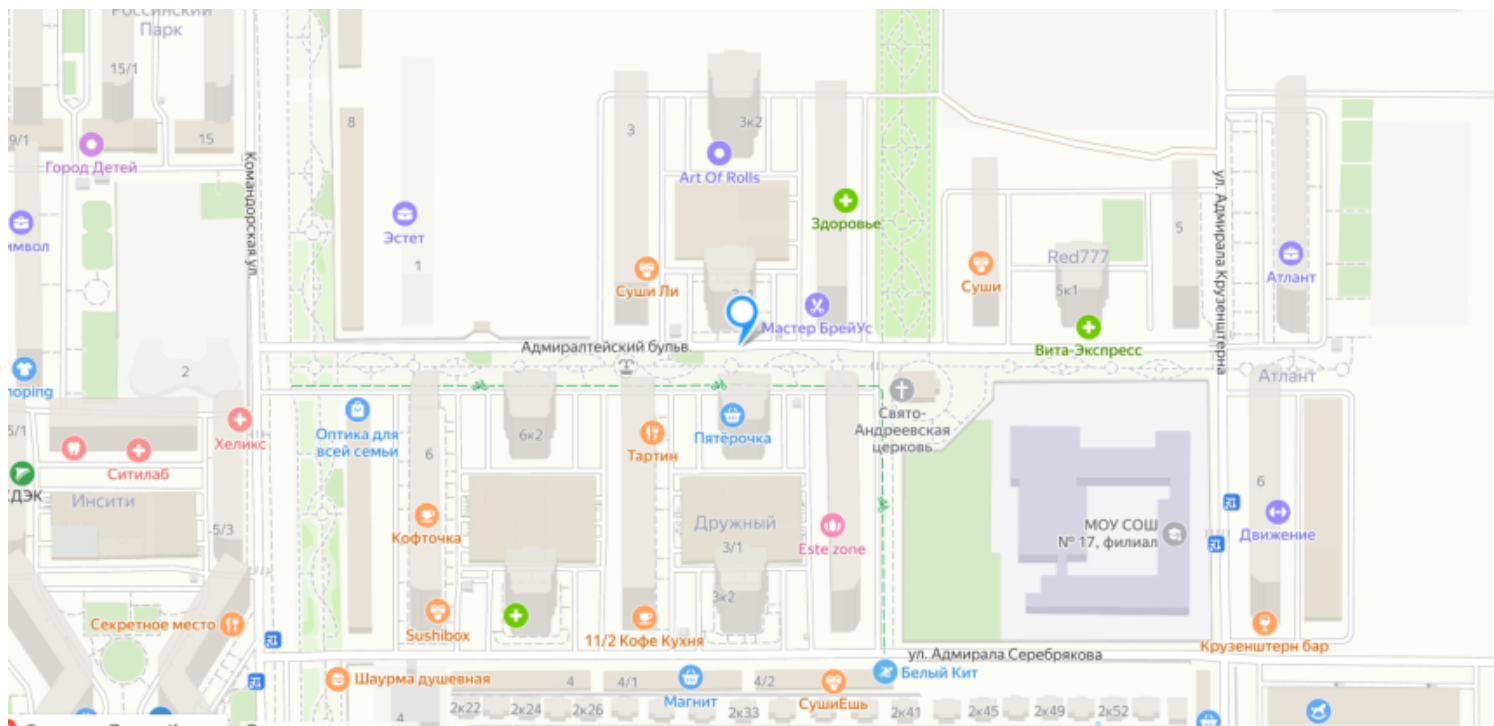 Российский
Парк
15/1
9/1
15
8
3
3к2
Город Детей
Art Of Rolls
Командорская ул.
ул. Адмирала Крузенштерна
Эстет
1
Здоровье
5
Red777
Суши Ли
Суши
5к1
Атлант
Мастер БрейУс
Адмиралтейский бульв.
Вита-Экспресс
2
Атлант
5/1
Хеликс
Оптика для
всей семьи
6
6к2
Тартин
Пятёрочка
Свято-
Андреевская
церковь
Ситилаб
Инсити
5/3
Кофточка
Дружный
3/1
Este zone
МОУ СОШ
№ 17, филиал
6
Движение
3к2
Секретное место
Sushibox
11/2 Кофе Кухня
Крузенштерн бар
ул. Адмирала Серебрякова
Шаурма душевная
4
4/1
Магнит
4/2
СушиЕшь
Белый Кит
4
2к22
2к24
2к26
2к33
2к41
2к45
2к49
2к52